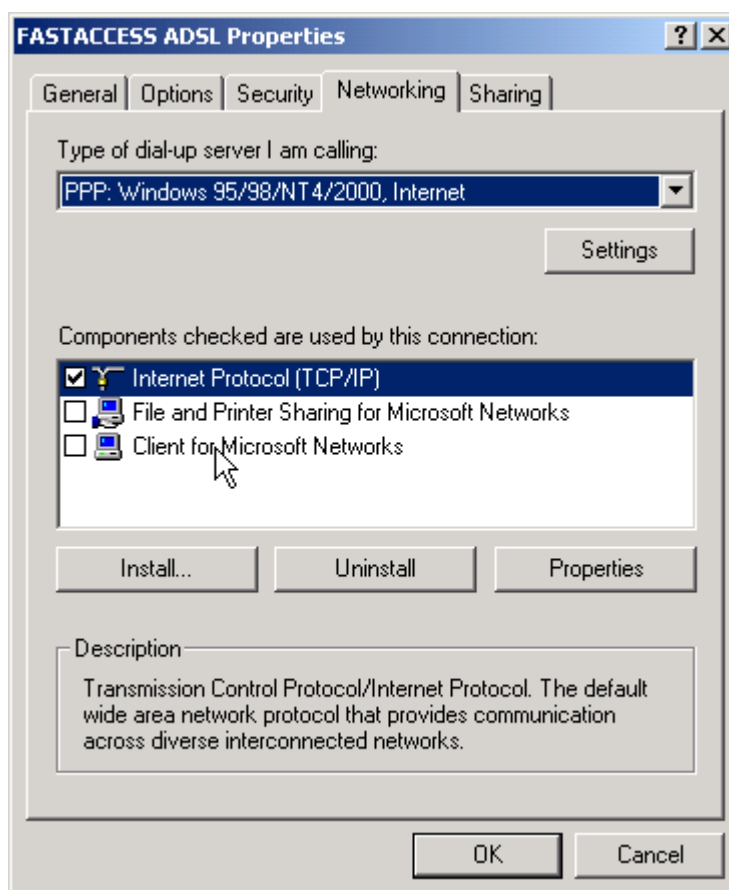 FASTACCESS ADSL Properties
General Options Security Networking Sharing
Type of dial-up server I am calling:
PPP: Windows 95/98/NT4/2000, Internet
Settings
Components checked are used by this connection:
Internet Protocol (TCP/IP)
File and Printer Sharing for Microsoft Networks
Client for Microsoft Networks
Install... Uninstall Properties
Description
Transmission Control Protocol/Internet Protocol. The default
wide area network protocol that provides communication
across diverse interconnected networks.
OK Cancel